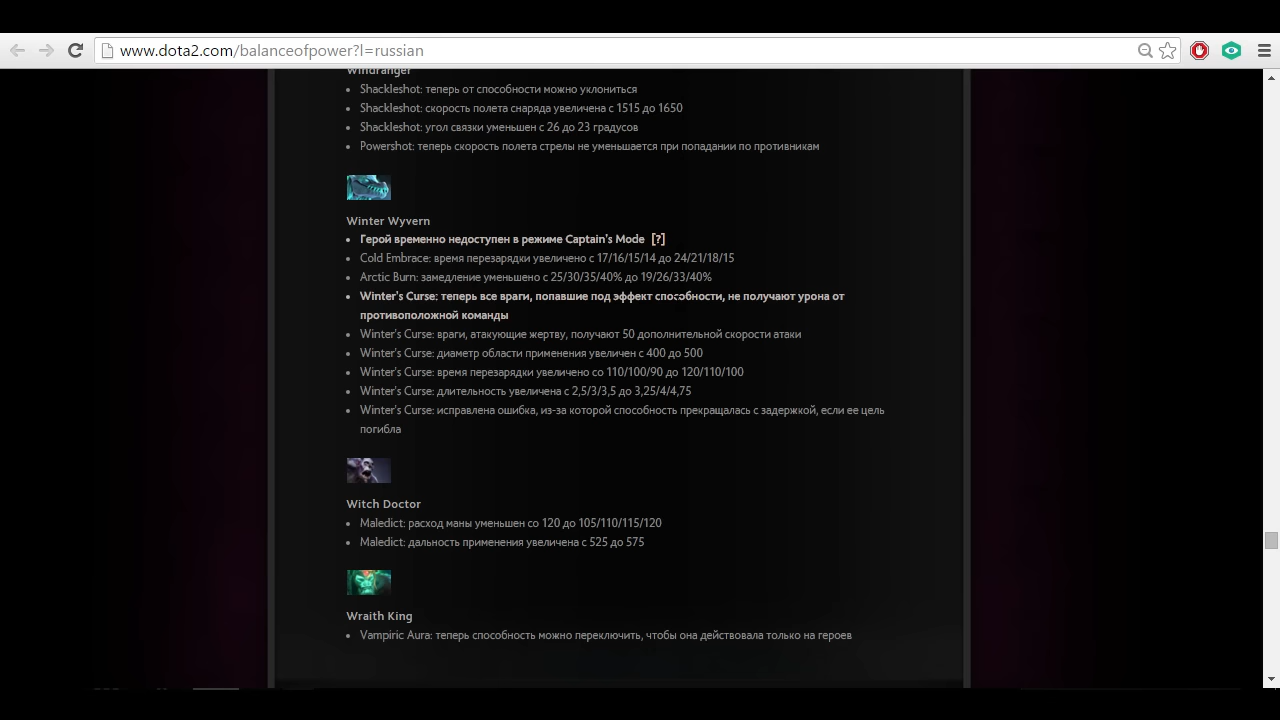 www.dota2.com/balanceofpower?l=russian
Windranger
Shackleshot: теперь от способности можно уклониться
Shackleshot: скорость полета снаряда увеличена с 1515 до 1650
Shackleshot: угол связки уменьшен с 26 до 23 градусов
Powershot: теперь скорость полета стрелы не уменьшается при попадании по противникам
Winter Wyvern
Герой временно недоступен в режиме Captain's Mode [?]
Cold Embrace: время перезарядки увеличено с 17/16/15/14 до 24/21/18/15
Arctic Burn: замедление уменьшено с 25/30/35/40% до 19/26/33/40%
Winter's Curse: теперь все враги, попавшие под эффект способности, не получают урона от
противоположной команды
Winter's Curse: враги, атакующие жертву, получают 50 дополнительной скорости атаки
Winter's Curse: диаметр области применения увеличен с 400 до 500
Winter's Curse: время перезарядки увеличено со 110/100/90 до 120/110/100
Winter's Curse: длительность увеличена с 2,5/3/3,5 до 3,25/4/4,75
Winter's Curse: исправлена ошибка, из-за которой способность прекращалась с задержкой, если ее цель
погибла
Witch Doctor
Maledict: расход маны уменьшен со 120 до 105/110/115/120
Maledict: дальность применения увеличена с 525 до 575
Wraith King
Vampiric Aura: теперь способность можно переключить, чтобы она действовала только на героев